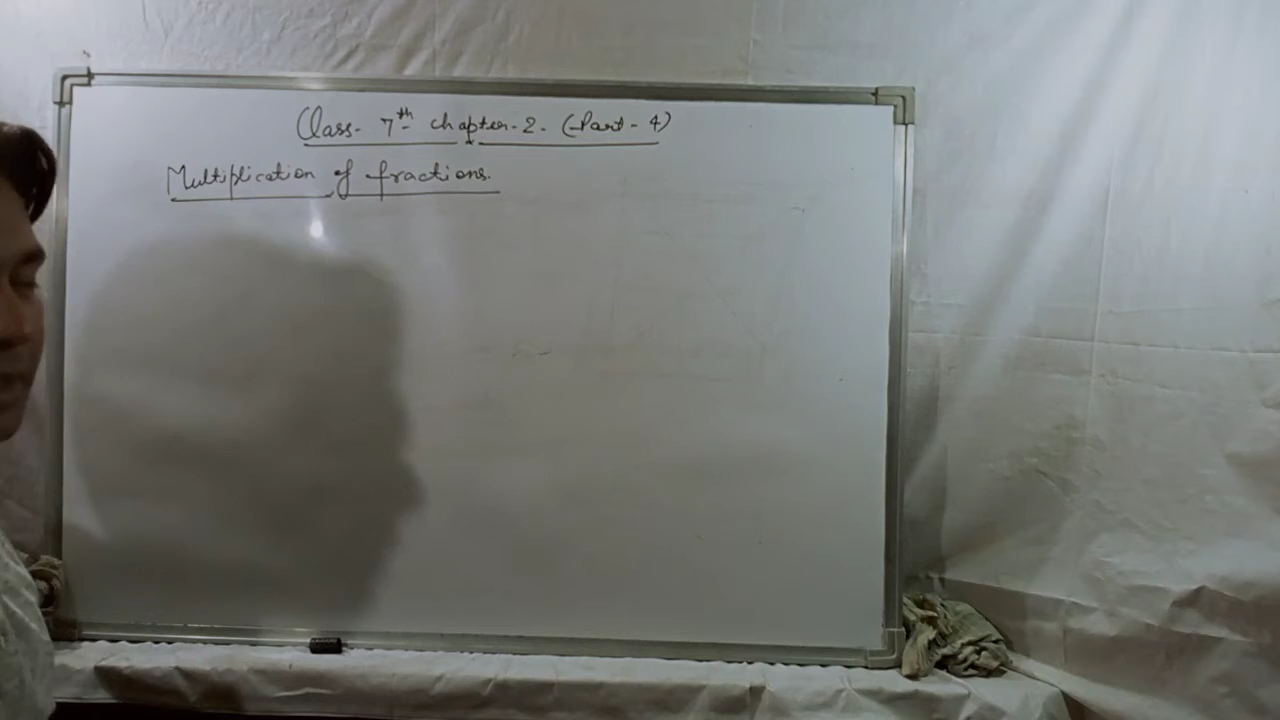 Class- 7th chapter-2. (Part-4)
Multiplication of fractions.